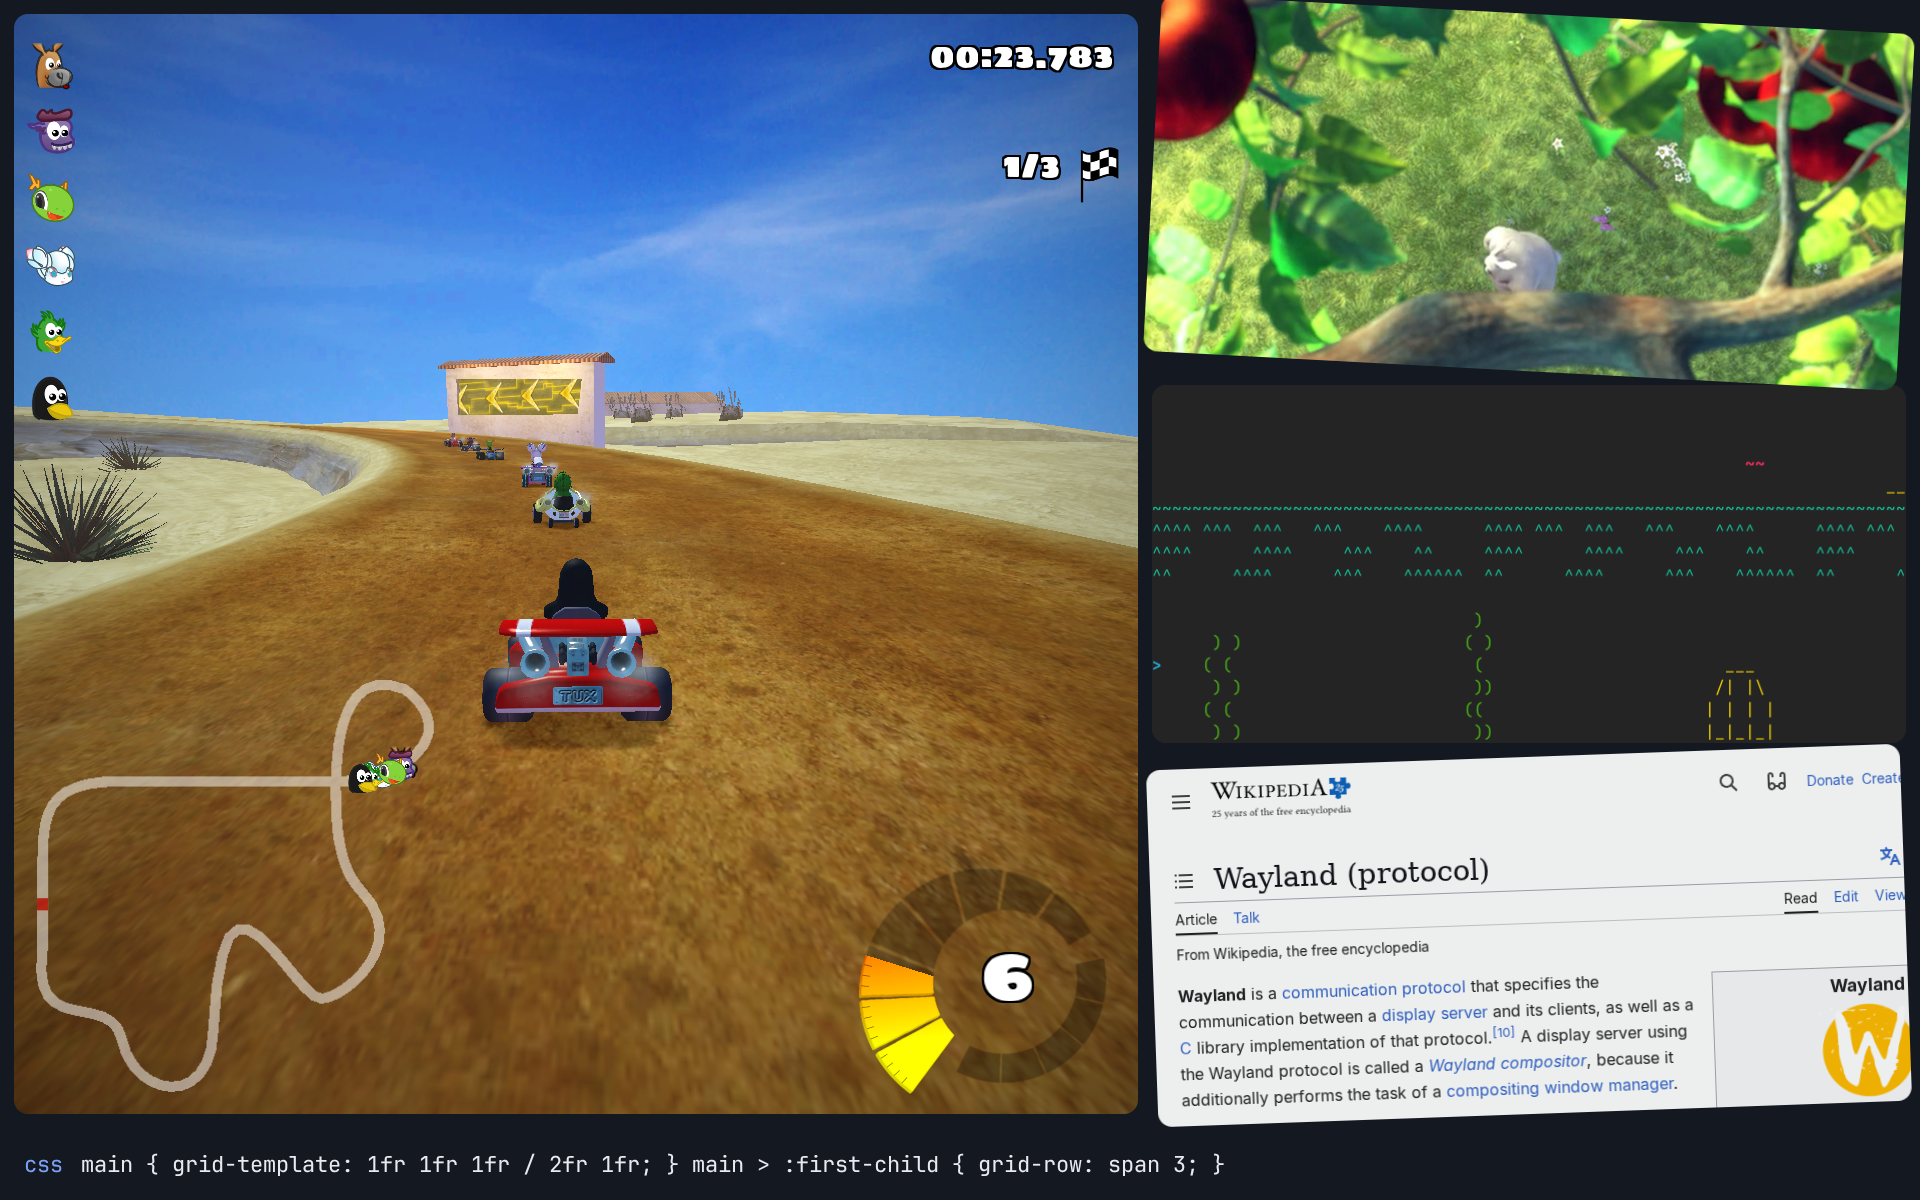 00:23.783
1/3
TUX
6
WIKIPEDIA 25
25 years of the free encyclopedia
Donate Create
Wayland (protocol)
Article Talk
Read Edit View
From Wikipedia, the free encyclopedia
Wayland is a communication protocol that specifies the
communication between a display server and its clients, as well as a
C library implementation of that protocol.[10] A display server using
the Wayland protocol is called a Wayland compositor, because it
additionally performs the task of a compositing window manager.
Wayland
css main { grid-template: 1fr 1fr 1fr / 2fr 1fr; } main > :first-child { grid-row: span 3; }